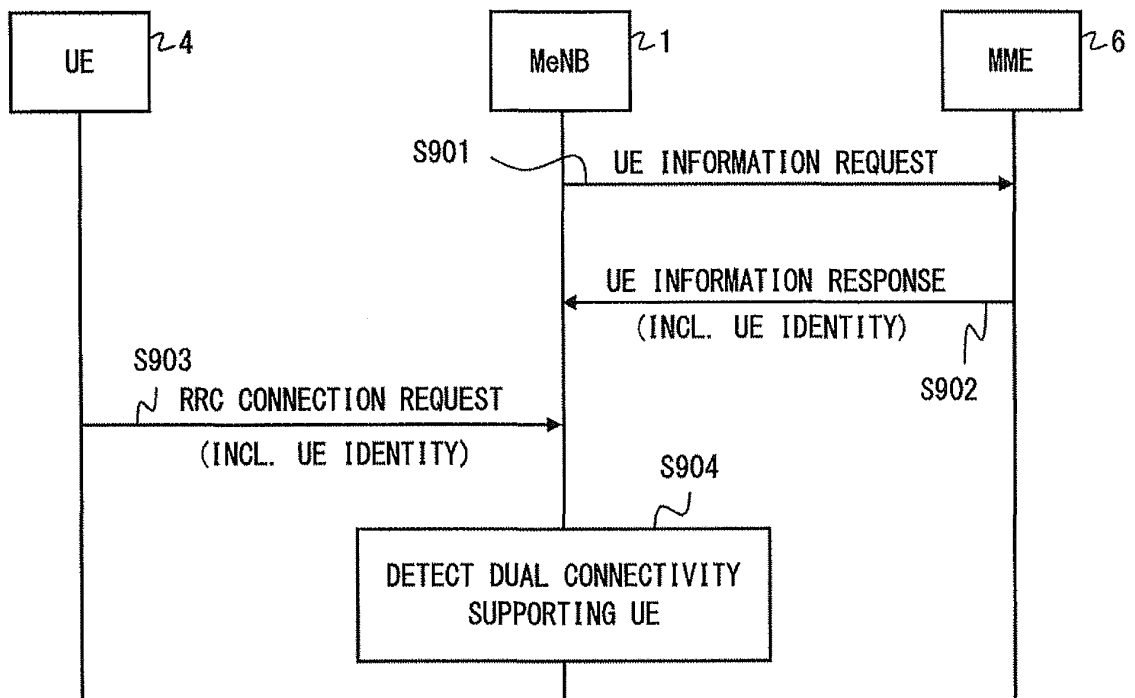 UE
4
MeNB
1
MME
6
S901
UE INFORMATION REQUEST
UE INFORMATION RESPONSE
(INCL. UE IDENTITY)
S902
S903
RRC CONNECTION REQUEST
(INCL. UE IDENTITY)
S904
DETECT DUAL CONNECTIVITY
SUPPORTING UE